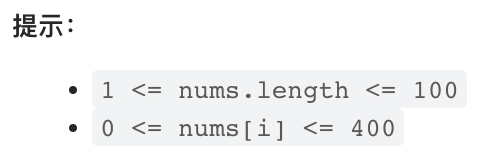 提示：
1 <= nums.length <= 100
0 <= nums[i] <= 400